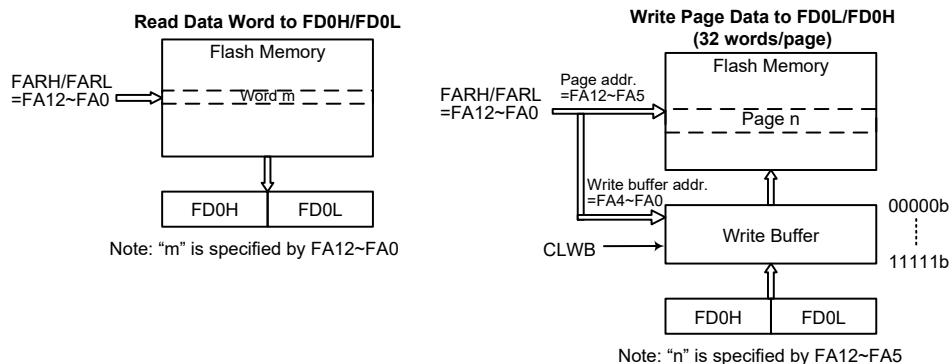 Read Data Word to FD0H/FD0L
Flash Memory
FARH/FARL
=FA12~FA0
Word m
FD0H
FD0L
Note: “m” is specified by FA12~FA0
Write Page Data to FD0L/FD0H
(32 words/page)
Flash Memory
FARH/FARL
=FA12~FA0
Page addr.
=FA12~FA5
Page n
Write buffer addr.
=FA4~FA0
CLWB
Write Buffer
00000b
11111b
FD0H
FD0L
Note: “n” is specified by FA12~FA5